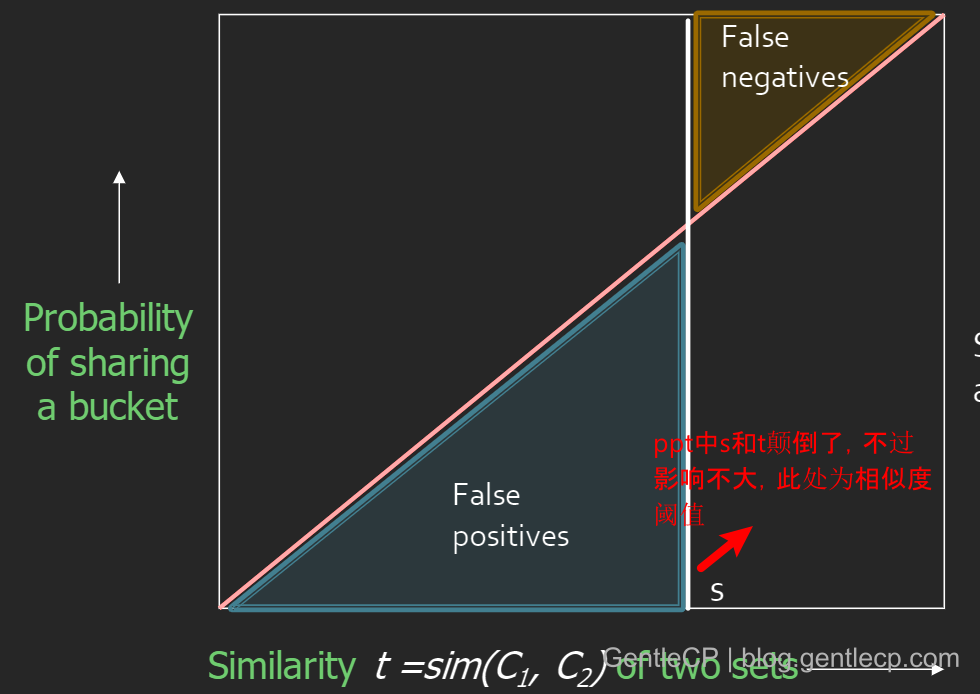 False
negatives
Probability
of sharing
a bucket
ppt中s和t颠倒了, 不过
影响不大, 此处为相似度
阈值
False
positives
s
Similarity t =sim(C1, C2) of two sets
GentleCP | blog.gentlecp.com